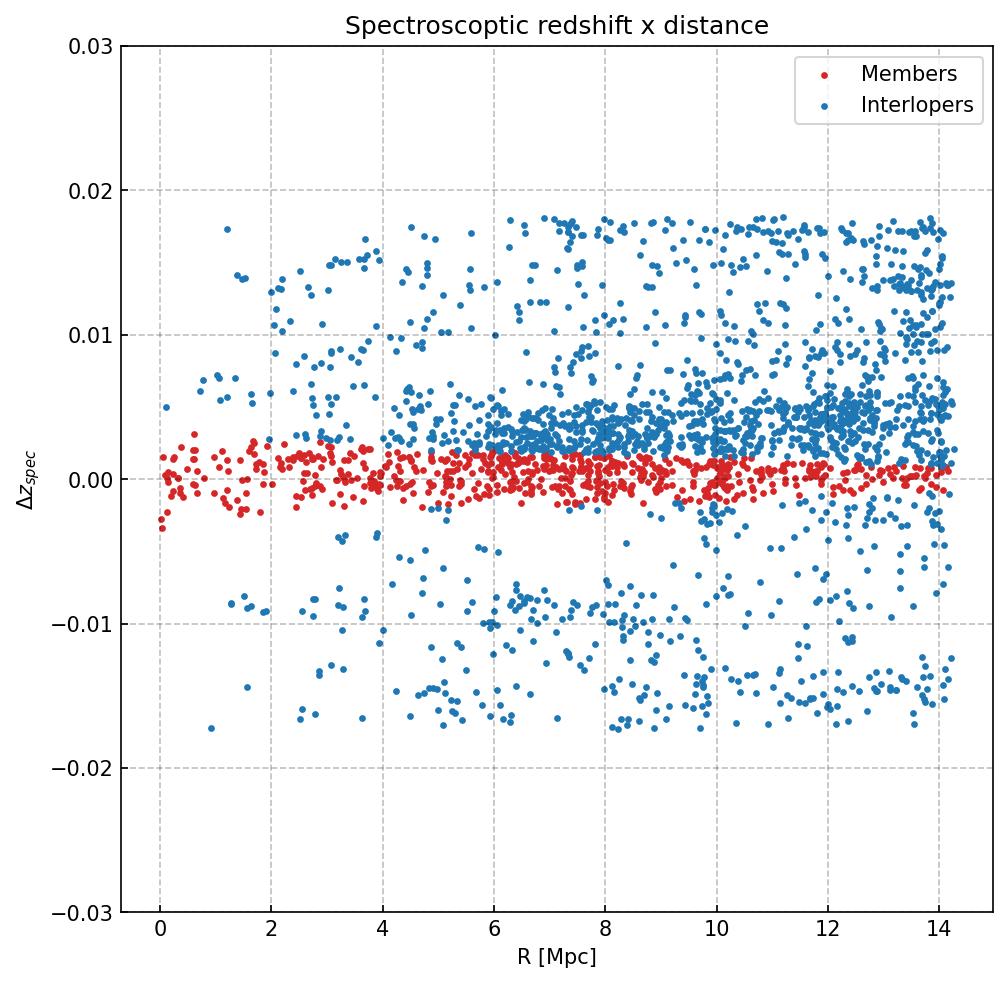 Spectroscoptic redshift x distance
Members
Interlopers
0.03
0.02
0.01
0.00
−0.01
−0.02
−0.03
Δz_spec
0 2 4 6 8 10 12 14
R [Mpc]